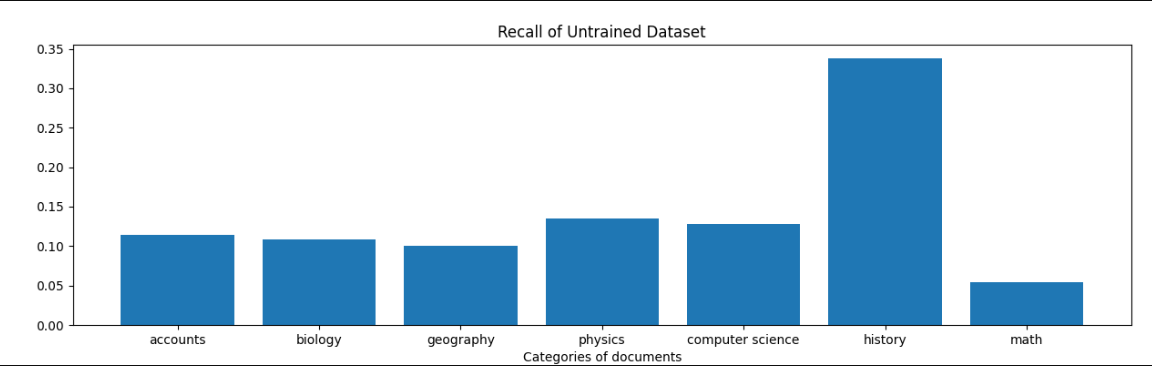 Recall of Untrained Dataset
0.35
0.30
0.25
0.20
0.15
0.10
0.05
0.00
accounts biology geography physics computer science history math
Categories of documents